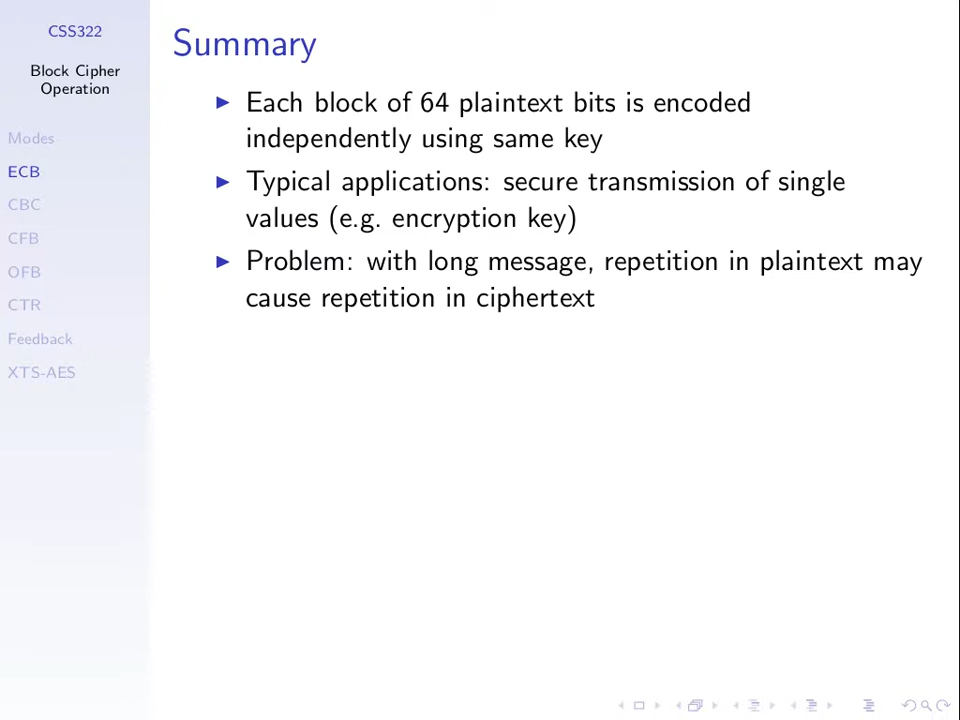 CSS322
Block Cipher
Operation
Modes
ECB
CBC
CFB
OFB
CTR
Feedback
XTS-AES
Summary
Each block of 64 plaintext bits is encoded
independently using same key
Typical applications: secure transmission of single
values (e.g. encryption key)
Problem: with long message, repetition in plaintext may
cause repetition in ciphertext